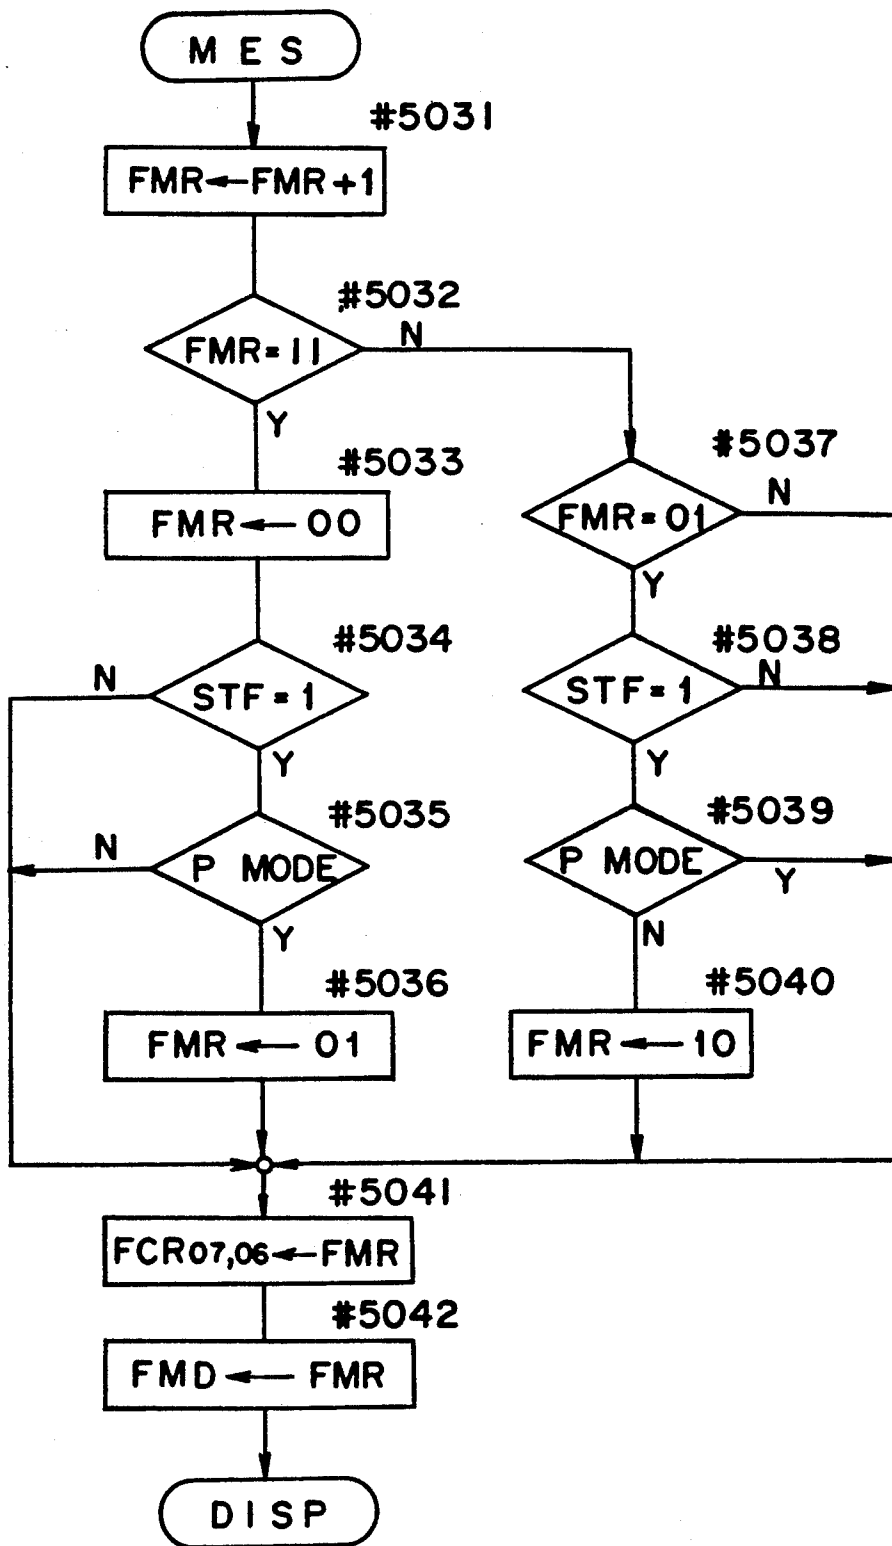 MES
#5031
FMR←FMR+1
#5032
FMR=11
N
Y
#5033
FMR←00
#5034
STF=1
N
Y
#5035
P MODE
N
Y
#5036
FMR←01
#5037
FMR=01
N
Y
#5038
STF=1
N
Y
#5039
P MODE
Y
N
#5040
FMR←10
#5041
FCR07,06←FMR
#5042
FMD←FMR
DISP